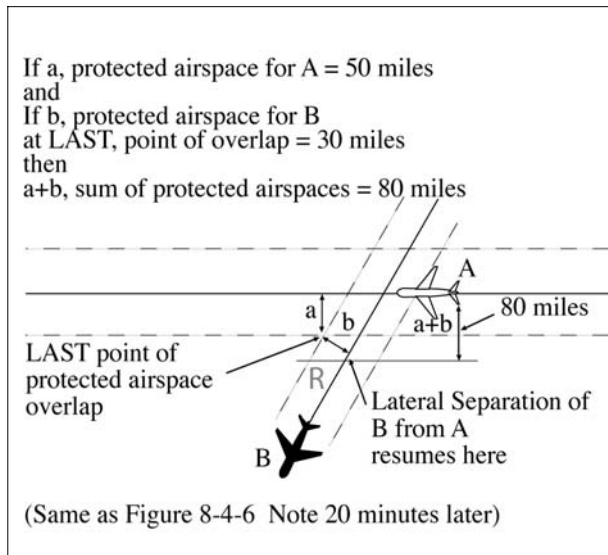 If a, protected airspace for A = 50 miles
and
If b, protected airspace for B
at LAST, point of overlap = 30 miles
then
a+b, sum of protected airspaces = 80 miles
A
a
b
a+b
80 miles
LAST point of
protected airspace
overlap
R
Lateral Separation of
B from A
resumes here
B
(Same as Figure 8-4-6 Note 20 minutes later)